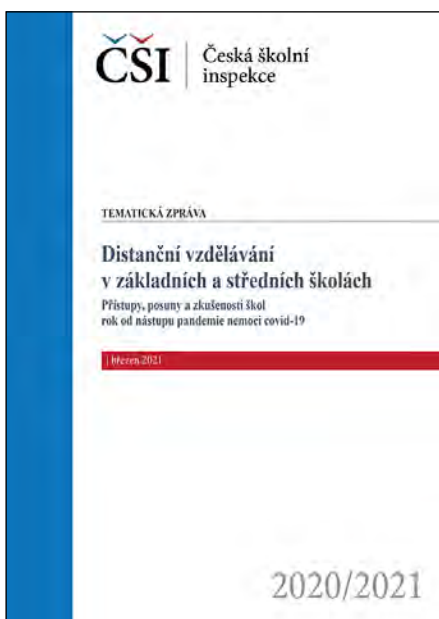 ČŠI
Česká školní
inspekce
TEMATICKÁ ZPRÁVA
Distanční vzdělávání
v základních a středních školách
Přístupy, posuny a zkušenosti škol
rok od nástupu pandemie nemoci covid-19
| březen 2021
2020/2021